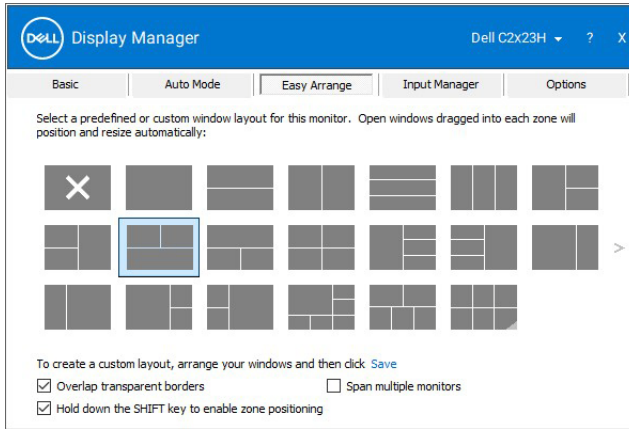 DELL Display Manager Dell C2x23H ? X
Basic Auto Mode Easy Arrange Input Manager Options
Select a predefined or custom window layout for this monitor. Open windows dragged into each zone will
position and resize automatically:
To create a custom layout, arrange your windows and then click Save
Overlap transparent borders Span multiple monitors
Hold down the SHIFT key to enable zone positioning